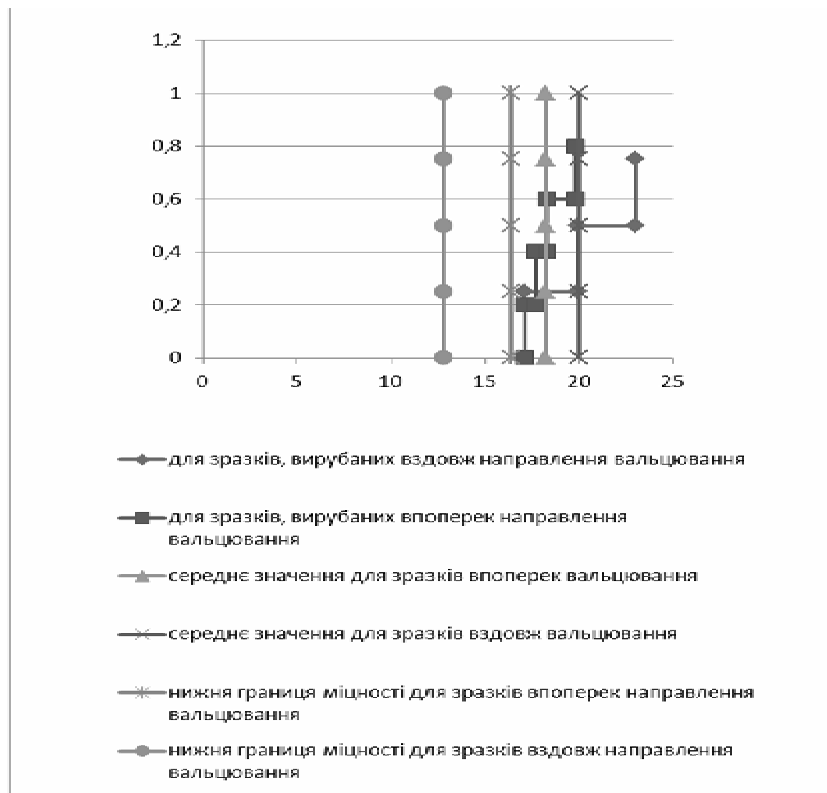 1,2
1
0,8
0,6
0,4
0,2
0
0 5 10 15 20 25
для зразків, вирубаних вздовж направлення вальцювання
для зразків, вирубаних впоперек направлення
вальцювання
середнє значення для зразків впоперек вальцювання
середнє значення для зразків вздовж вальцювання
нижня границя міцності для зразків впоперек направлення
вальцювання
нижня границя міцності для зразків вздовж направлення
вальцювання